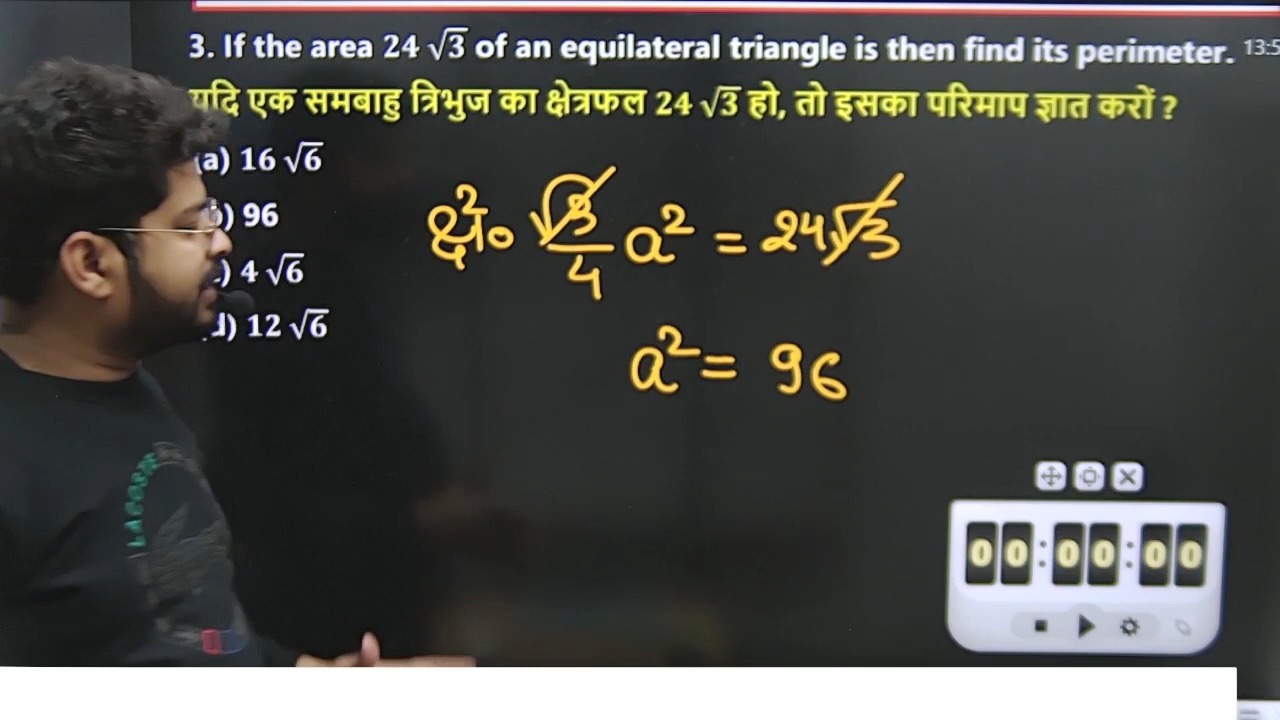 3. If the area 24 √3 of an equilateral triangle is then find its perimeter. 13:5
यदि एक समबाहु त्रिभुज का क्षेत्रफल 24 √3 हो, तो इसका परिमाप ज्ञात करों ?
(a) 16 √6
) 96
) 4 √6
d) 12 √6
√3/4 a² = 24√3
a² = 96
00:00:00